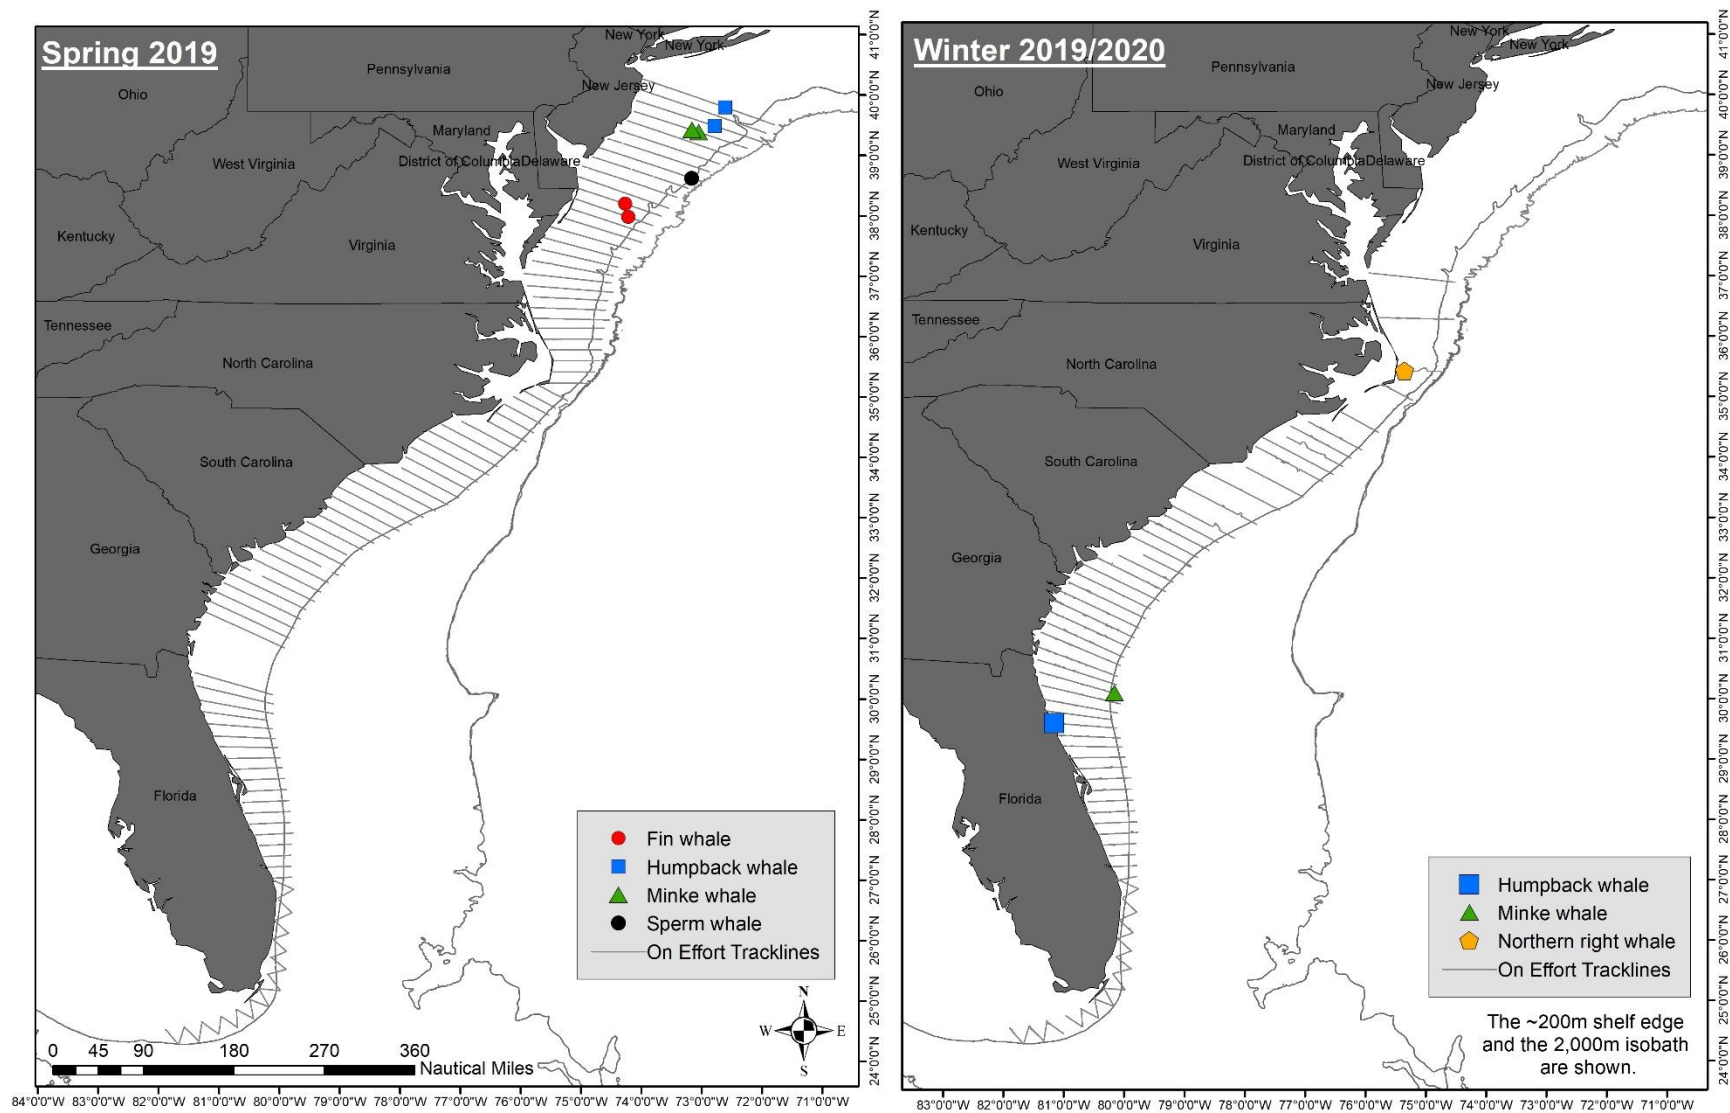 Spring 2019
New York
New York
Pennsylvania
New Jersey
Ohio
Maryland
West Virginia
District of Columbia
Delaware
Kentucky
Virginia
Tennessee
North Carolina
South Carolina
Georgia
Florida
Fin whale
Humpback whale
Minke whale
Sperm whale
On Effort Tracklines
N
W
E
S
0 45 90 180 270 360
Nautical Miles
41°0'0"N
40°0'0"N
39°0'0"N
38°0'0"N
37°0'0"N
36°0'0"N
35°0'0"N
34°0'0"N
33°0'0"N
32°0'0"N
31°0'0"N
30°0'0"N
29°0'0"N
28°0'0"N
27°0'0"N
26°0'0"N
25°0'0"N
24°0'0"N
84°0'0"W 83°0'0"W 82°0'0"W 81°0'0"W 80°0'0"W 79°0'0"W 78°0'0"W 77°0'0"W 76°0'0"W 75°0'0"W 74°0'0"W 73°0'0"W 72°0'0"W 71°0'0"W
Winter 2019/2020
New York
New York
Pennsylvania
New Jersey
Ohio
Maryland
West Virginia
District of Columbia
Delaware
Kentucky
Virginia
Tennessee
North Carolina
South Carolina
Georgia
Florida
Humpback whale
Minke whale
Northern right whale
On Effort Tracklines
The ~200m shelf edge
and the 2,000m isobath
are shown.
41°0'0"N
40°0'0"N
39°0'0"N
38°0'0"N
37°0'0"N
36°0'0"N
35°0'0"N
34°0'0"N
33°0'0"N
32°0'0"N
31°0'0"N
30°0'0"N
29°0'0"N
28°0'0"N
27°0'0"N
26°0'0"N
25°0'0"N
24°0'0"N
83°0'0"W 82°0'0"W 81°0'0"W 80°0'0"W 78°0'0"W 77°0'0"W 76°0'0"W 75°0'0"W 74°0'0"W 73°0'0"W 72°0'0"W 71°0'0"W